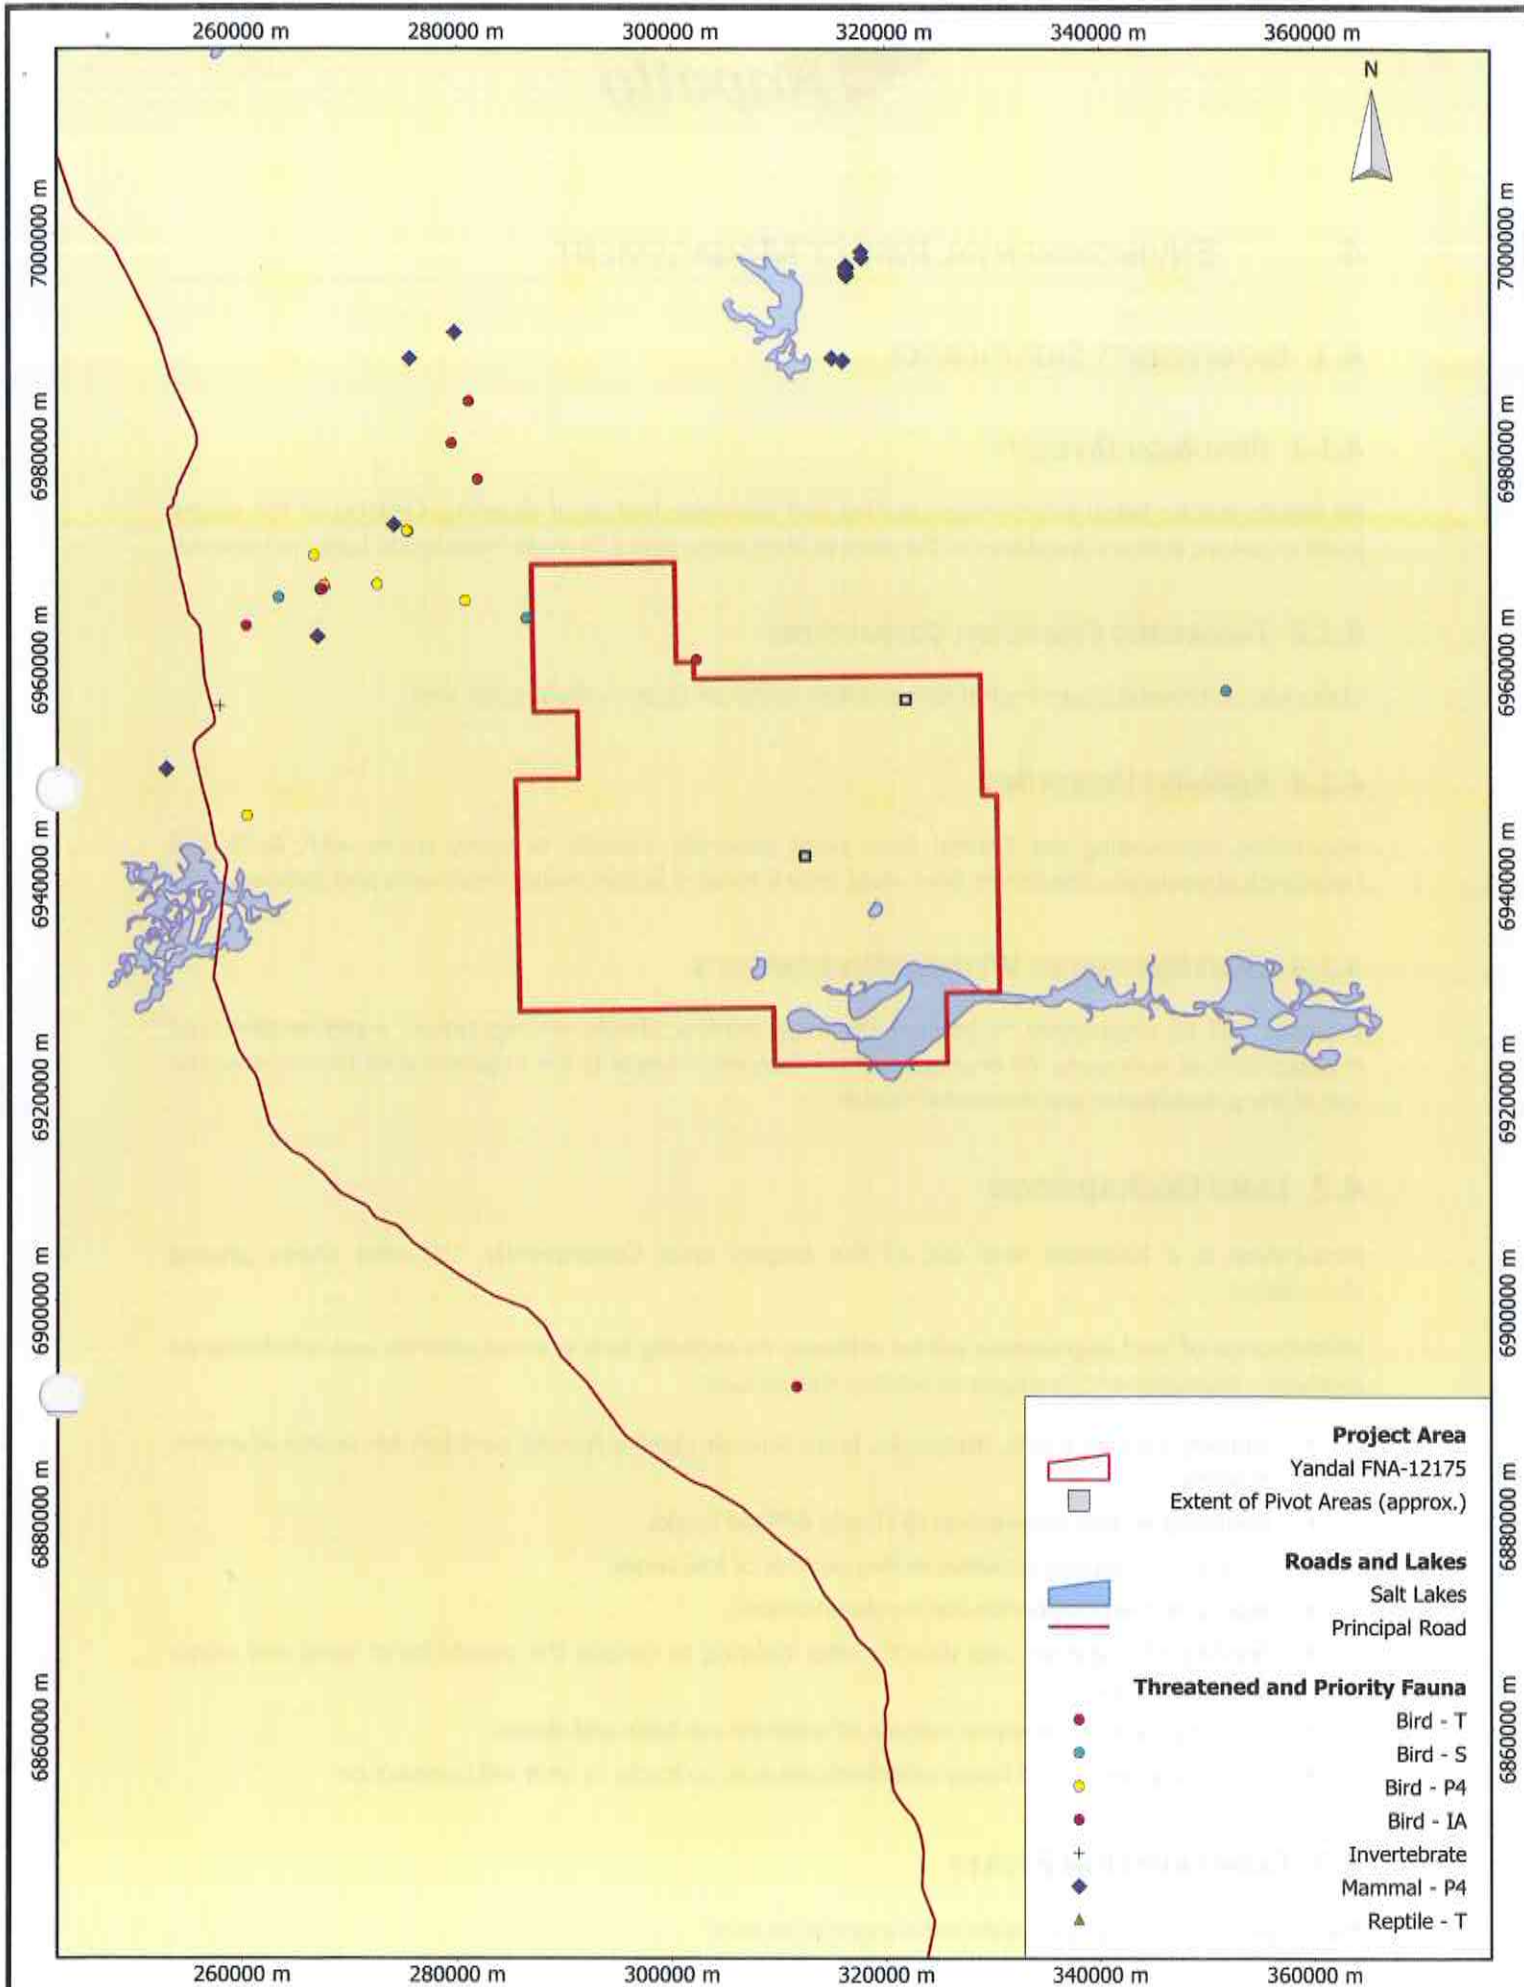 260000 m 280000 m 300000 m 320000 m 340000 m 360000 m
N
7000000 m 7000000 m
6980000 m 6980000 m
6960000 m 6960000 m
6940000 m 6940000 m
6920000 m 6920000 m
6900000 m 6900000 m
6880000 m 6880000 m
6860000 m 6860000 m
Project Area
Yandal FNA-12175
Extent of Pivot Areas (approx.)
Roads and Lakes
Salt Lakes
Principal Road
Threatened and Priority Fauna
Bird - T
Bird - S
Bird - P4
Bird - IA
Invertebrate
Mammal - P4
Reptile - T
260000 m 280000 m 300000 m 320000 m 340000 m 360000 m